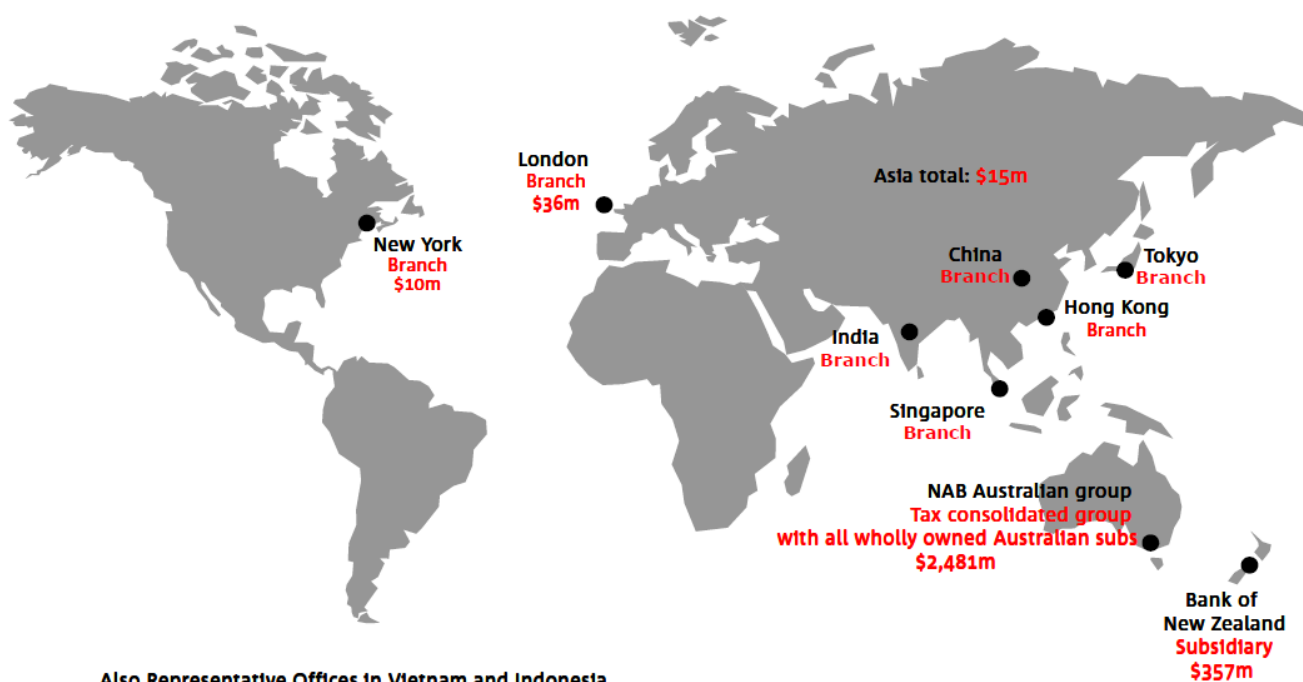 London
Branch
$36m
Asia total: $15m
New York
Branch
$10m
China
Branch
Tokyo
Branch
Hong Kong
Branch
India
Branch
Singapore
Branch
NAB Australian group
Tax consolidated group
with all wholly owned Australian subs
$2,481m
Bank of
New Zealand
Subsidiary
$357m
Also Representative Offices in Vietnam and Indonesia